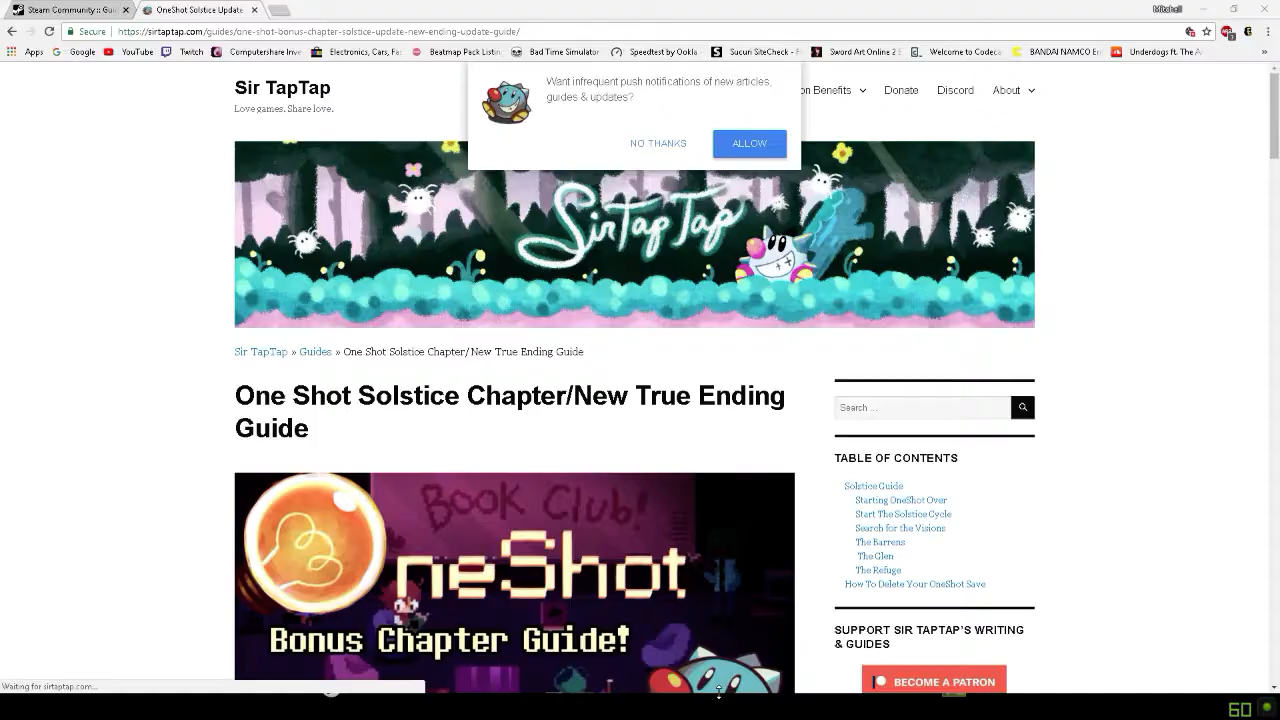 Steam Community :: Guid
OneShot Solstice Update
Mitchell
Secure
https://sirtaptap.com/guides/one-shot-bonus-chapter-solstice-update-new-ending-update-guide/
Apps
Google
YouTube
Twitch
Computershare Inve
Electronics, Cars, Fa
Beatmap Pack Listin
Bad Time Simulator
Speedtest by Ookla
Sucuri SiteCheck - F
Sword Art Online 2 E
Welcome to Codeca
BANDAI NAMCO En
Underdogs ft. The A
»
Sir TapTap
Love games. Share love.
Want infrequent push notifications of new articles,
guides & updates?
NO THANKS
ALLOW
on Benefits
Donate
Discord
About
SirTapTap
Sir TapTap » Guides » One Shot Solstice Chapter/New True Ending Guide
One Shot Solstice Chapter/New True Ending
Guide
Search …
TABLE OF CONTENTS
Solstice Guide
Starting OneShot Over
Start The Solstice Cycle
Search for the Visions
The Barrens
The Glen
The Refuge
How To Delete Your OneShot Save
SUPPORT SIR TAPTAP'S WRITING
& GUIDES
BECOME A PATRON
Book Club!
OneShot
Bonus Chapter Guide!
Waiting for sirtaptap.com...
60